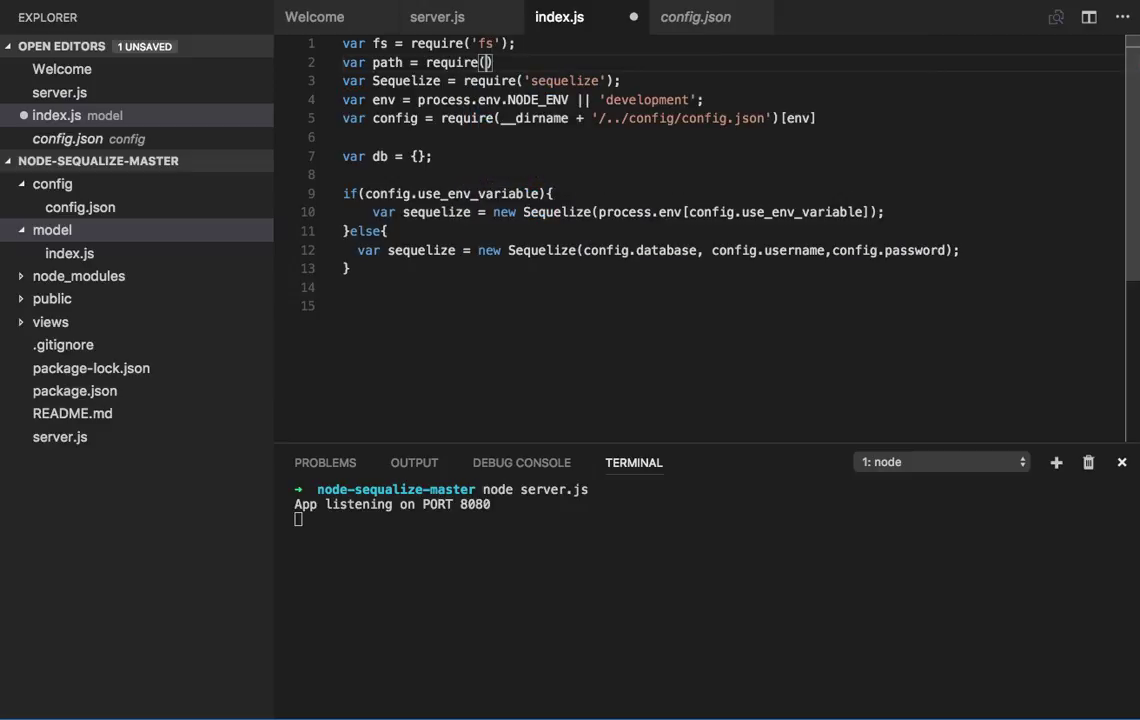 EXPLORER
OPEN EDITORS 1 UNSAVED
Welcome
server.js
index.js model
config.json config
NODE-SEQUALIZE-MASTER
config
config.json
model
index.js
node_modules
public
views
.gitignore
package-lock.json
package.json
README.md
server.js
Welcome server.js index.js config.json
1 var fs = require('fs');
2 var path = require()
3 var Sequelize = require('sequelize');
4 var env = process.env.NODE_ENV || 'development';
5 var config = require(__dirname + '/../config/config.json')[env]
6
7 var db = {};
8
9 if(config.use_env_variable){
10 var sequelize = new Sequelize(process.env[config.use_env_variable]);
11 }else{
12 var sequelize = new Sequelize(config.database, config.username,config.password);
13 }
14
15
PROBLEMS OUTPUT DEBUG CONSOLE TERMINAL 1: node
→ node-sequalize-master node server.js
App listening on PORT 8080